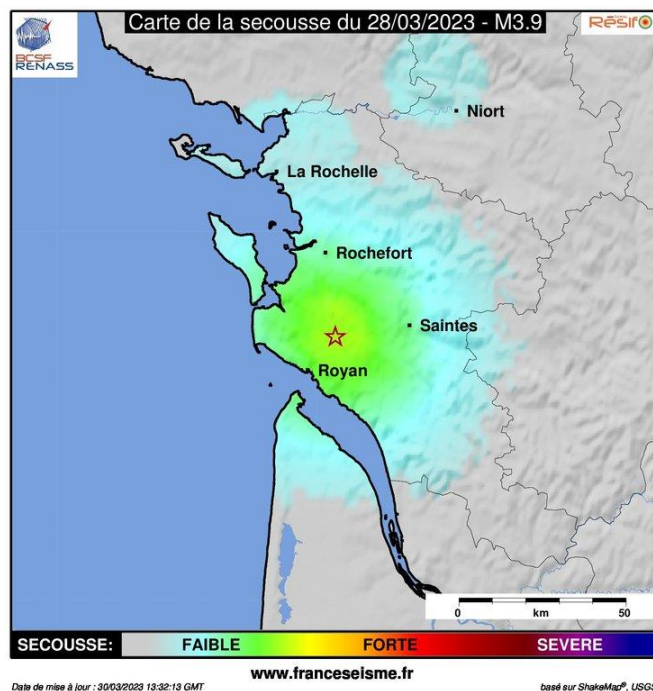 Carte de la secousse du 28/03/2023 - M3.9
BCSF
RENASS
Résif
Niort
La Rochelle
Rochefort
Saintes
Royan
0 50
km
SECOUSSE: FAIBLE FORTE SEVERE
www.franceseisme.fr
Date de mise à jour : 30/03/2023 13:32:13 GMT
basé sur ShakeMap®, USGS